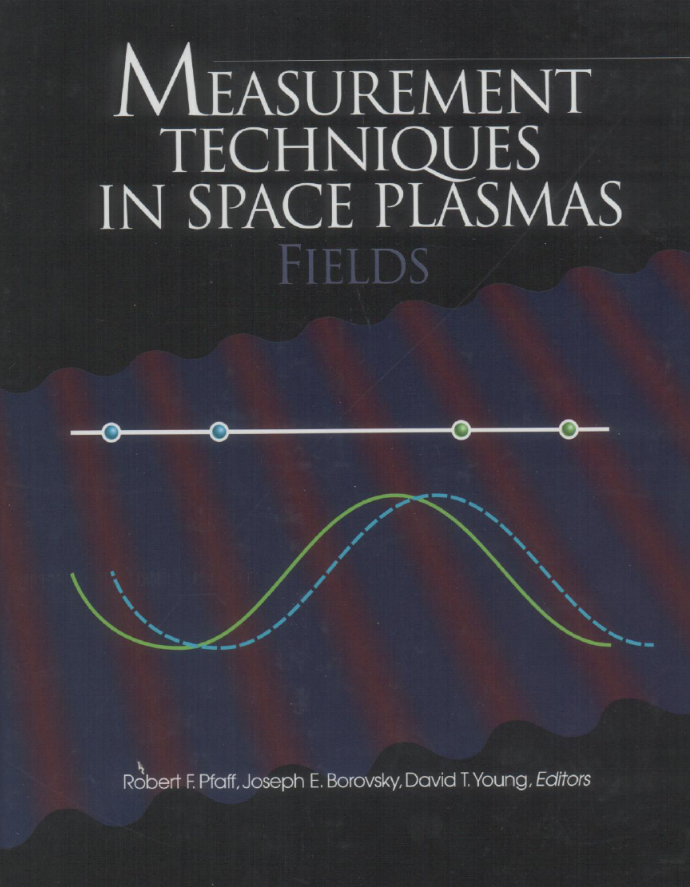 MEASUREMENT
TECHNIQUES
IN SPACE PLASMAS
FIELDS
Robert F. Pfaff, Joseph E. Borovsky, David T. Young, Editors